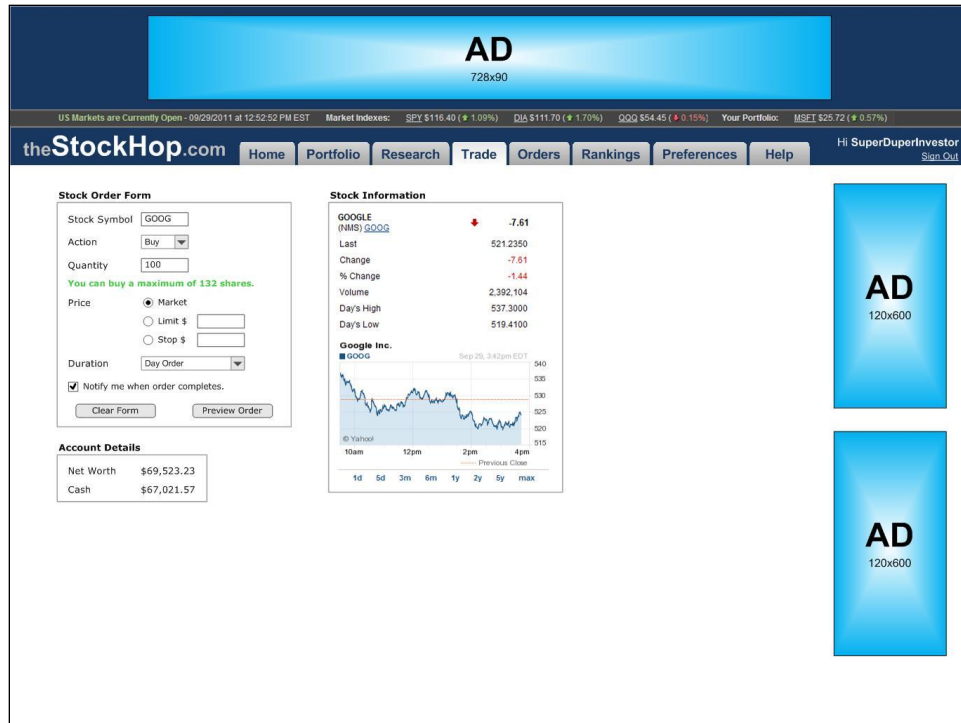 AD
728x90
US Markets are Currently Open - 09/29/2011 at 12:52:52 PM EST Market Indexes: SPY $116.40 (⬆ 1.09%) DIA $111.70 (⬆ 1.70%) QQQ $54.45 (⬇ 0.15%) Your Portfolio: MSFT $25.72 (⬆ 0.57%)
theStockHop.com Home Portfolio Research Trade Orders Rankings Preferences Help Hi SuperDuperInvestor
Sign Out
Stock Order Form
Stock Symbol GOOG
Action Buy
Quantity 100
You can buy a maximum of 132 shares.
Price Market
Limit $
Stop $
Duration Day Order
Notify me when order completes.
Clear Form Preview Order
Account Details
Net Worth $69,523.23
Cash $67,021.57
Stock Information
GOOGLE -7.61
(NMS) GOOG
Last 521.2350
Change -7.61
% Change -1.44
Volume 2,392,104
Day's High 537.3000
Day's Low 519.4100
Google Inc.
GOOG Sep 29, 3:42pm EDT
540
535
530
525
520
515
© Yahoo!
10am 12pm 2pm 4pm
Previous Close
1d 5d 3m 6m 1y 2y 5y max
AD
120x600
AD
120x600